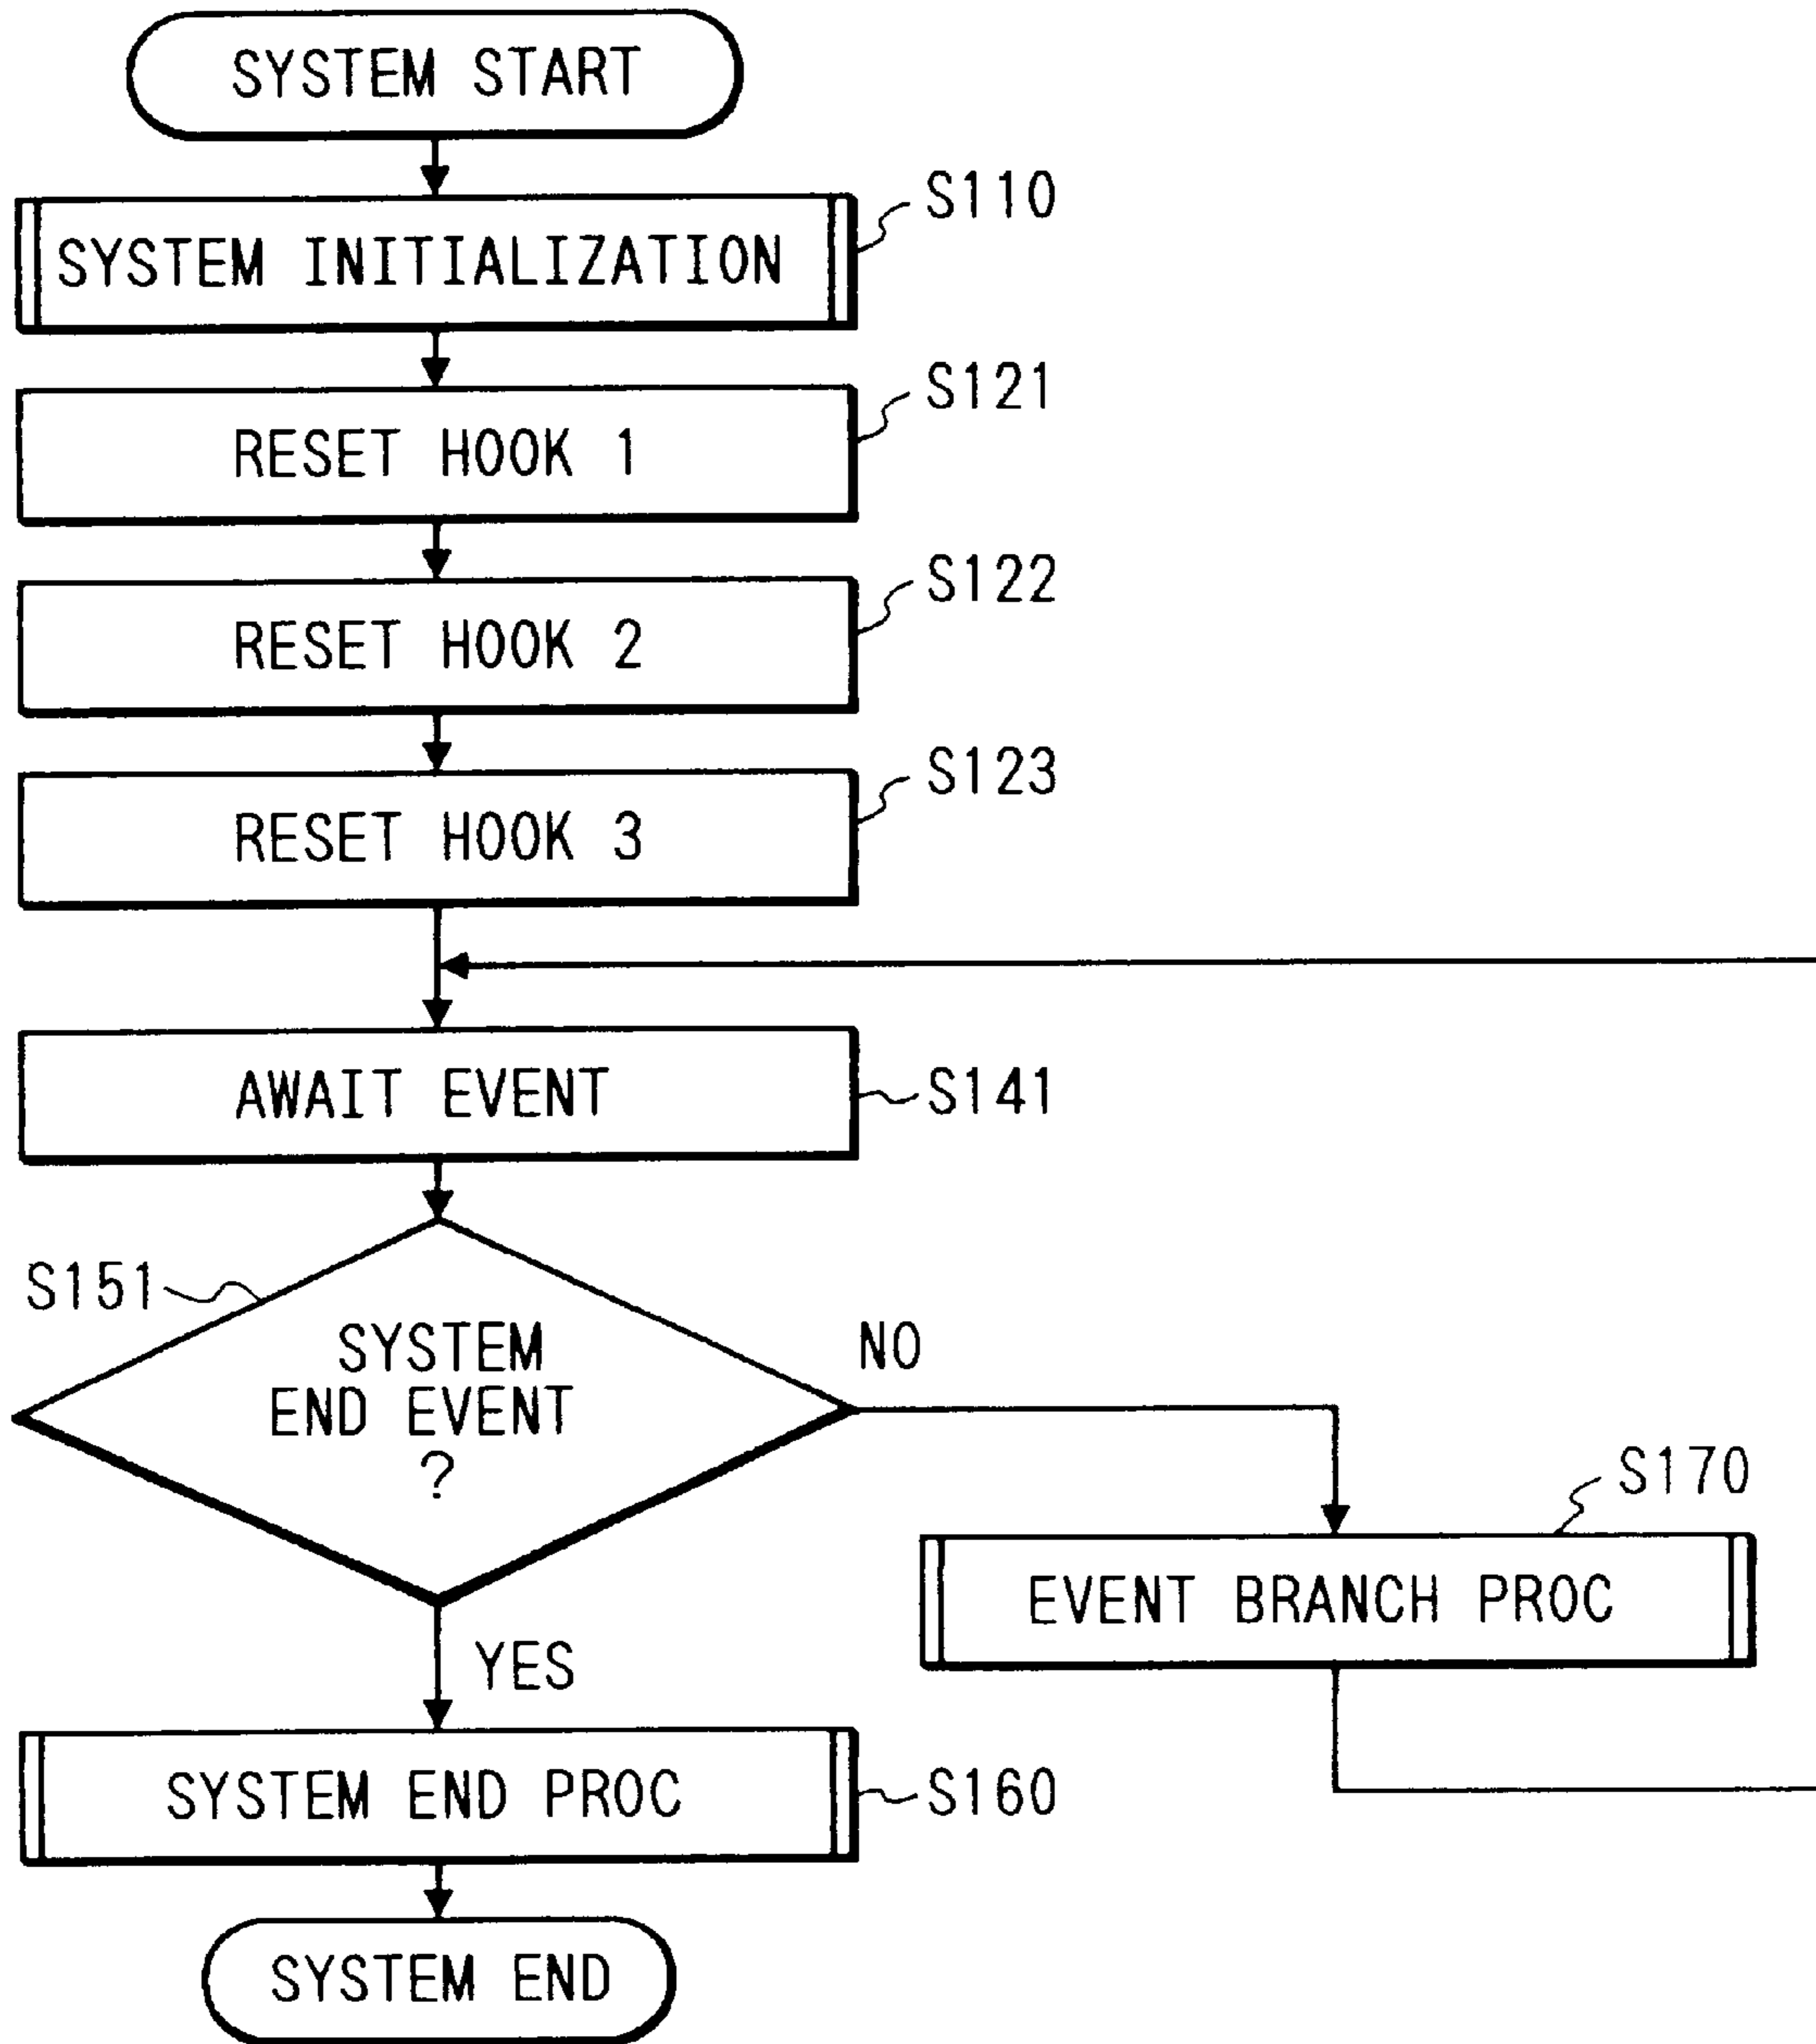 SYSTEM START
S110
SYSTEM INITIALIZATION
S121
RESET HOOK 1
S122
RESET HOOK 2
S123
RESET HOOK 3
AWAIT EVENT
S141
S151
SYSTEM
END EVENT
?
NO
S170
EVENT BRANCH PROC
YES
SYSTEM END PROC
S160
SYSTEM END